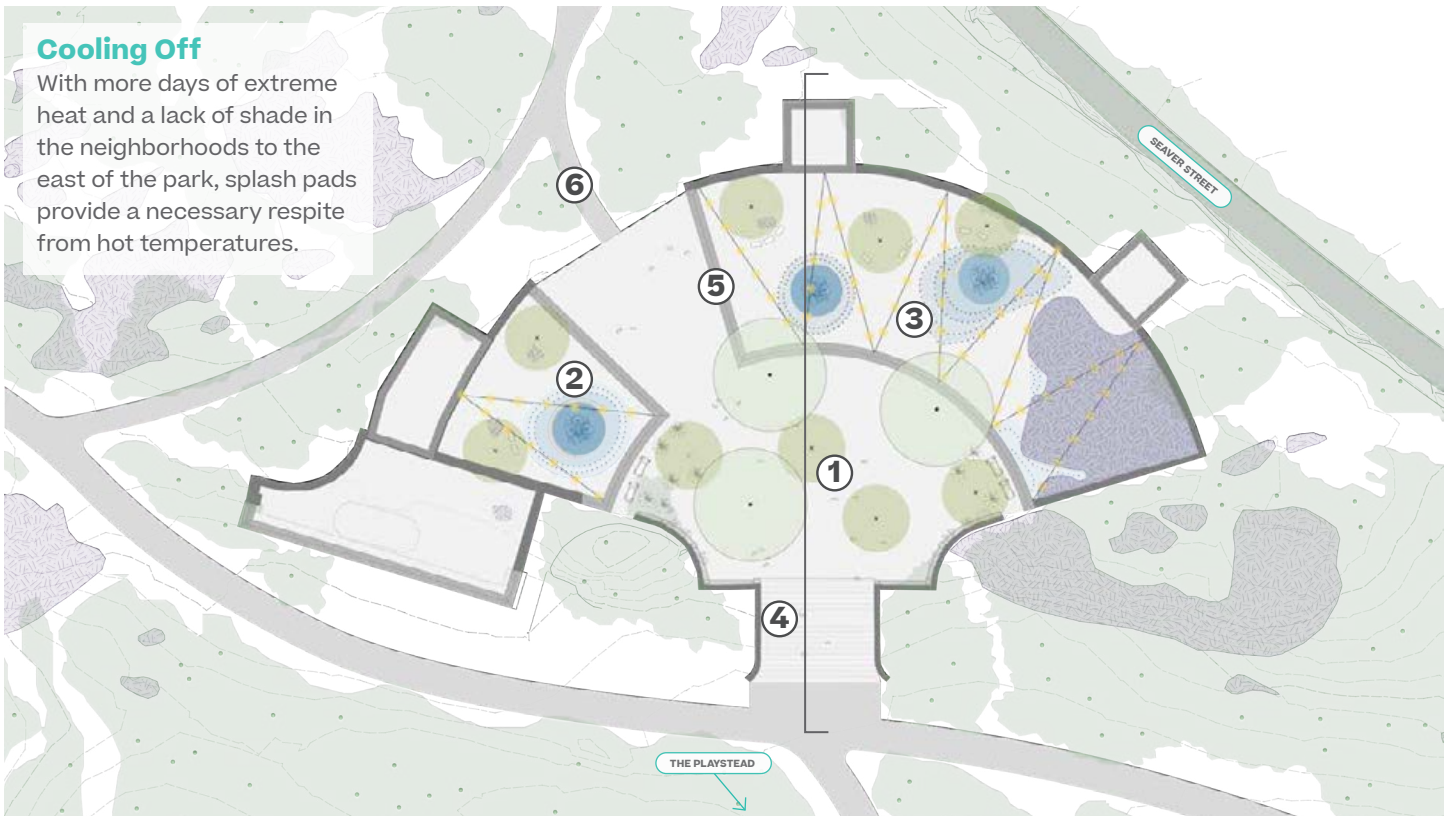 Cooling Off
With more days of extreme
heat and a lack of shade in
the neighborhoods to the
east of the park, splash pads
provide a necessary respite
from hot temperatures.
SEAVER STREET
6
5
3
2
1
4
THE PLAYSTEAD